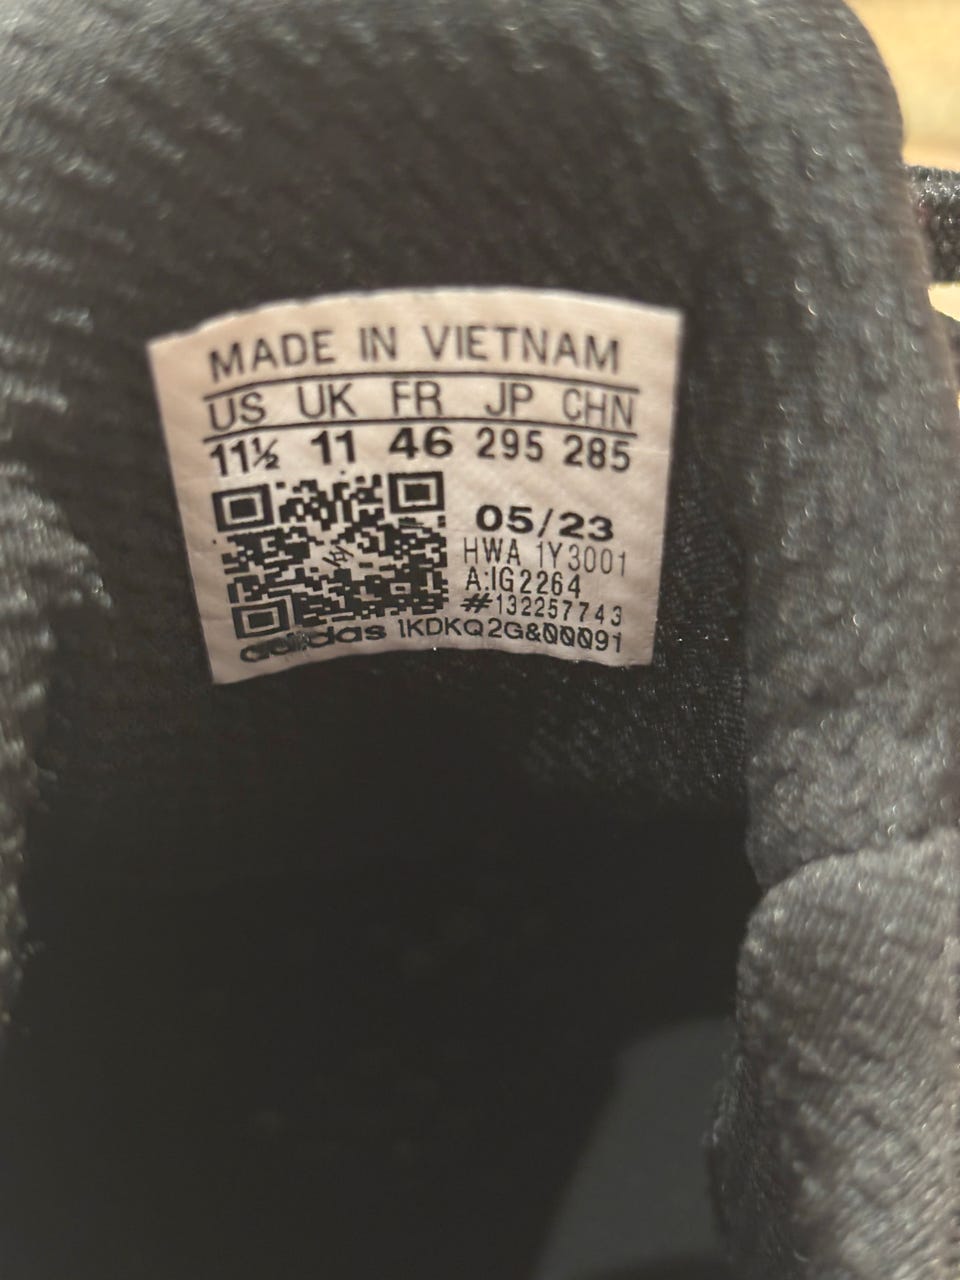 MADE IN VIETNAM
US UK FR JP CHN
11½ 11 46 295 285
05/23
HWA 1Y3001
A:IG2264
#132257743
adidas 1KDKQ2G&00091